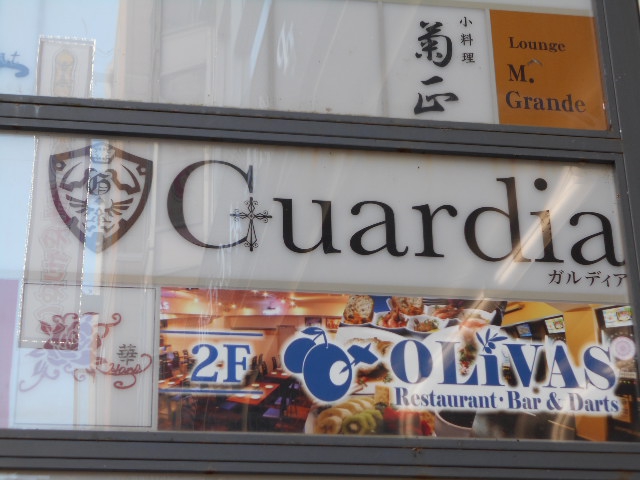 小料理
菊正
Lounge
M.
Grande
Guardia
ガルディア
華
Hana
2F
OLiVAS
Restaurant・Bar & Darts